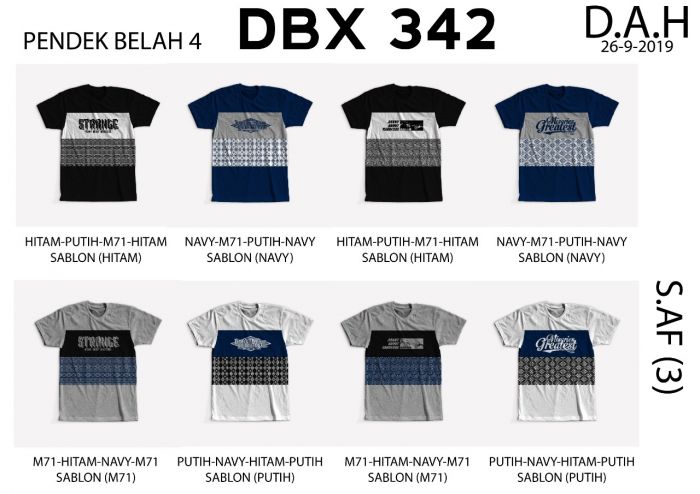 PENDEK BELAH 4
DBX 342
D.A.H
26-9-2019
STRANGE
Greatest
HITAM-PUTIH-M71-HITAM
SABLON (HITAM)
NAVY-M71-PUTIH-NAVY
SABLON (NAVY)
HITAM-PUTIH-M71-HITAM
SABLON (HITAM)
NAVY-M71-PUTIH-NAVY
SABLON (NAVY)
S.AF (3)
STRANGE
Greatest
M71-HITAM-NAVY-M71
SABLON (M71)
PUTIH-NAVY-HITAM-PUTIH
SABLON (PUTIH)
M71-HITAM-NAVY-M71
SABLON (M71)
PUTIH-NAVY-HITAM-PUTIH
SABLON (PUTIH)